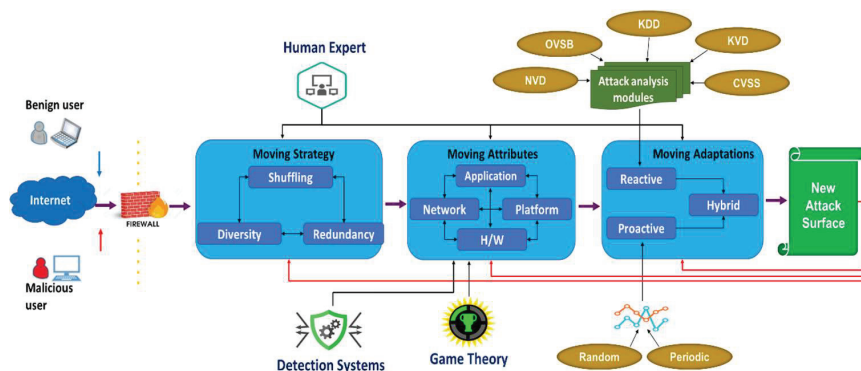 Human Expert
KDD
OVSB
KVD
NVD
Attack analysis
modules
CVSS
Benign user
Internet
Malicious
user
FIREWALL
Moving Strategy
Shuffling
Diversity
Redundancy
Moving Attributes
Application
Network
Platform
H/W
Moving Adaptations
Reactive
Hybrid
Proactive
New
Attack
Surface
Detection Systems
Game Theory
Random
Periodic